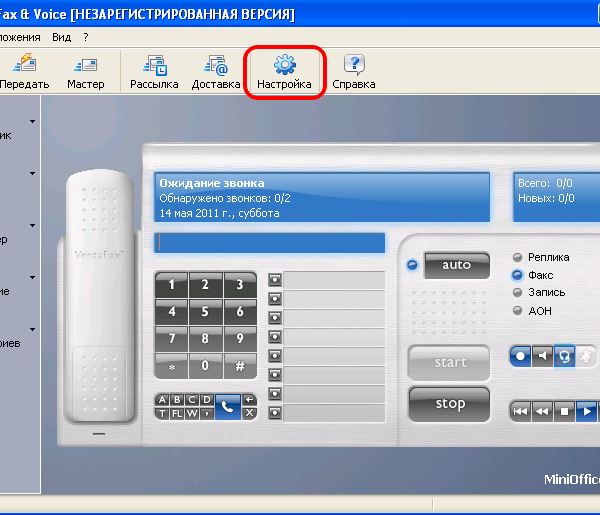 Fax & Voice [НЕЗАРЕГИСТРИРОВАННАЯ ВЕРСИЯ]
ложения Вид ?
Передать Мастер Рассылка Доставка Настройка Справка
ик
ер
ие
риев
VentaFax
Ожидание звонка
Обнаружено звонков: 0/2
14 мая 2011 г., суббота
Всего: 0/0
Новых: 0/0
1 2 3
4 5 6
7 8 9
* 0 #
A B C D ←
T FL W , X
auto
start
stop
Реплика
Факс
Запись
АОН
MiniOffic